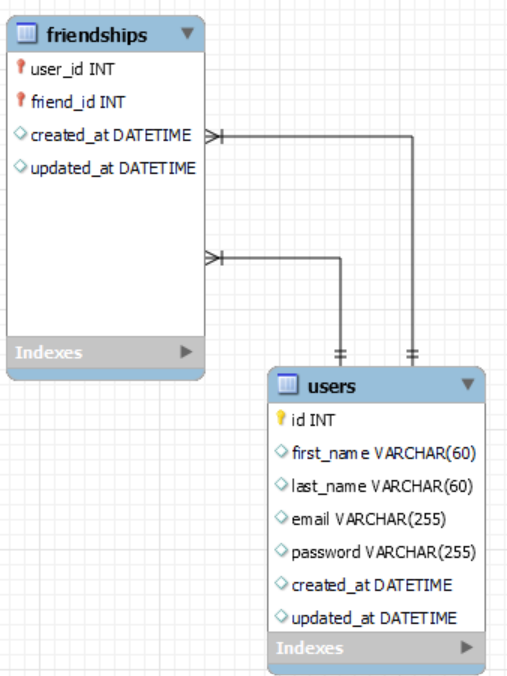 friendships
user_id INT
friend_id INT
created_at DATETIME
updated_at DATETIME
Indexes
users
id INT
first_name VARCHAR(60)
last_name VARCHAR(60)
email VARCHAR(255)
password VARCHAR(255)
created_at DATETIME
updated_at DATETIME
Indexes